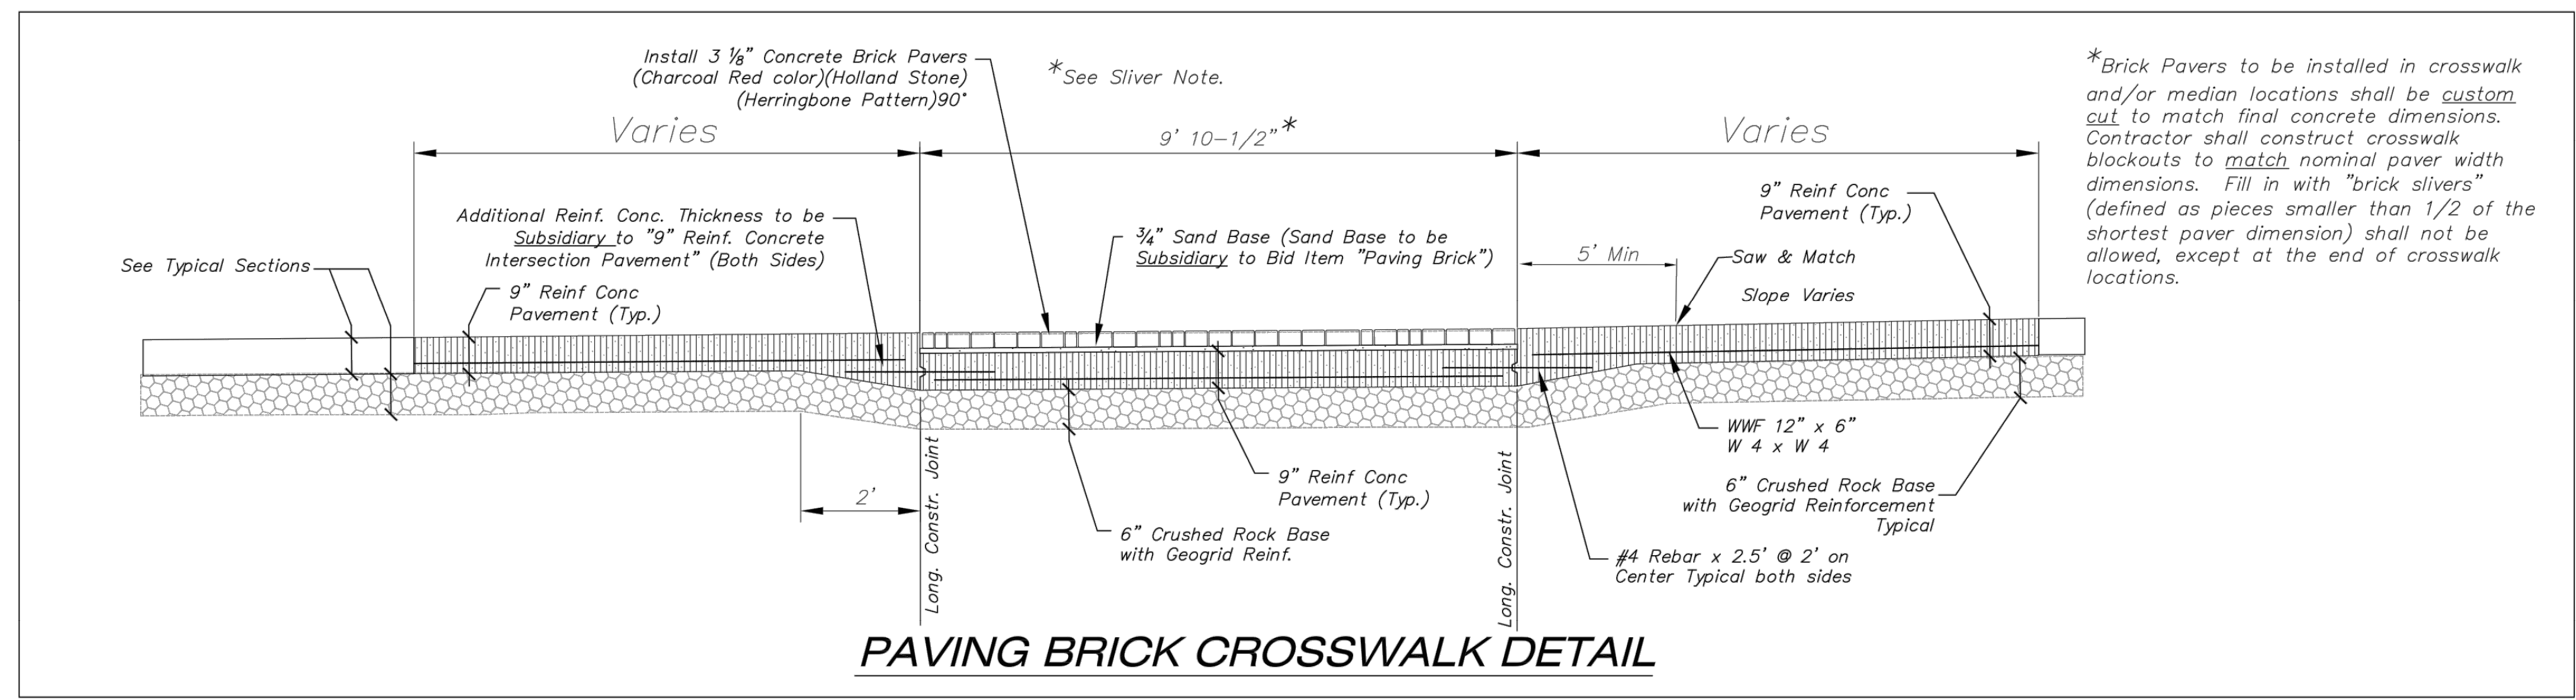 Install 3 ⅛" Concrete Brick Pavers
(Charcoal Red color)(Holland Stone)
(Herringbone Pattern)90°
*See Sliver Note.
Varies
9' 10-1/2"*
Varies
*Brick Pavers to be installed in crosswalk
and/or median locations shall be custom
cut to match final concrete dimensions.
Contractor shall construct crosswalk
blockouts to match nominal paver width
dimensions. Fill in with "brick slivers"
(defined as pieces smaller than 1/2 of the
shortest paver dimension) shall not be
allowed, except at the end of crosswalk
locations.
Additional Reinf. Conc. Thickness to be
Subsidiary to "9" Reinf. Concrete
Intersection Pavement" (Both Sides)
See Typical Sections
9" Reinf Conc
Pavement (Typ.)
¾" Sand Base (Sand Base to be
Subsidiary to Bid Item "Paving Brick")
9" Reinf Conc
Pavement (Typ.)
5' Min
Saw & Match
Slope Varies
2'
Long. Constr. Joint
6" Crushed Rock Base
with Geogrid Reinf.
9" Reinf Conc
Pavement (Typ.)
Long. Constr. Joint
WWF 12" x 6"
W 4 x W 4
6" Crushed Rock Base
with Geogrid Reinforcement
Typical
#4 Rebar x 2.5' @ 2' on
Center Typical both sides
PAVING BRICK CROSSWALK DETAIL